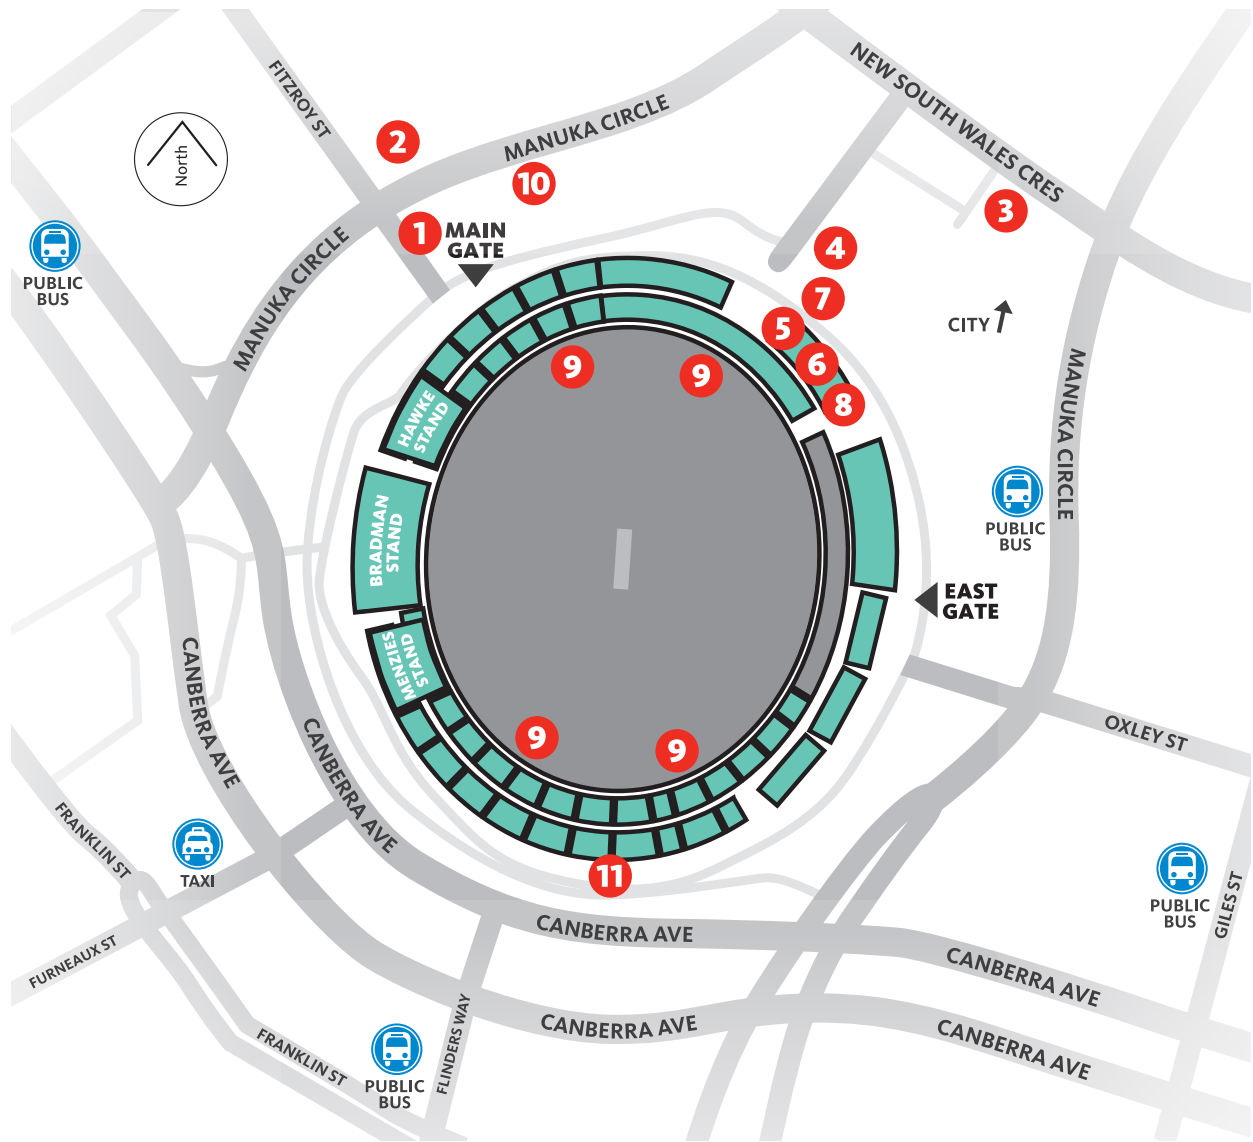 FITZROY ST
NEW SOUTH WALES CRES
MANUKA CIRCLE
2
North
10
3
1
MAIN
GATE
4
MANUKA CIRCLE
PUBLIC
BUS
7
CITY
5
6
9
9
8
MANUKA CIRCLE
HAWKE
STAND
BRADMAN
STAND
PUBLIC
BUS
EAST
GATE
MENZIES
STAND
CANBERRA AVE
OXLEY ST
9
9
CANBERRA AVE
FRANKLIN ST
TAXI
11
PUBLIC
BUS
GILES ST
CANBERRA AVE
FURNEAUX ST
CANBERRA AVE
CANBERRA AVE
CANBERRA AVE
FLINDERS WAY
FRANKLIN ST
PUBLIC
BUS